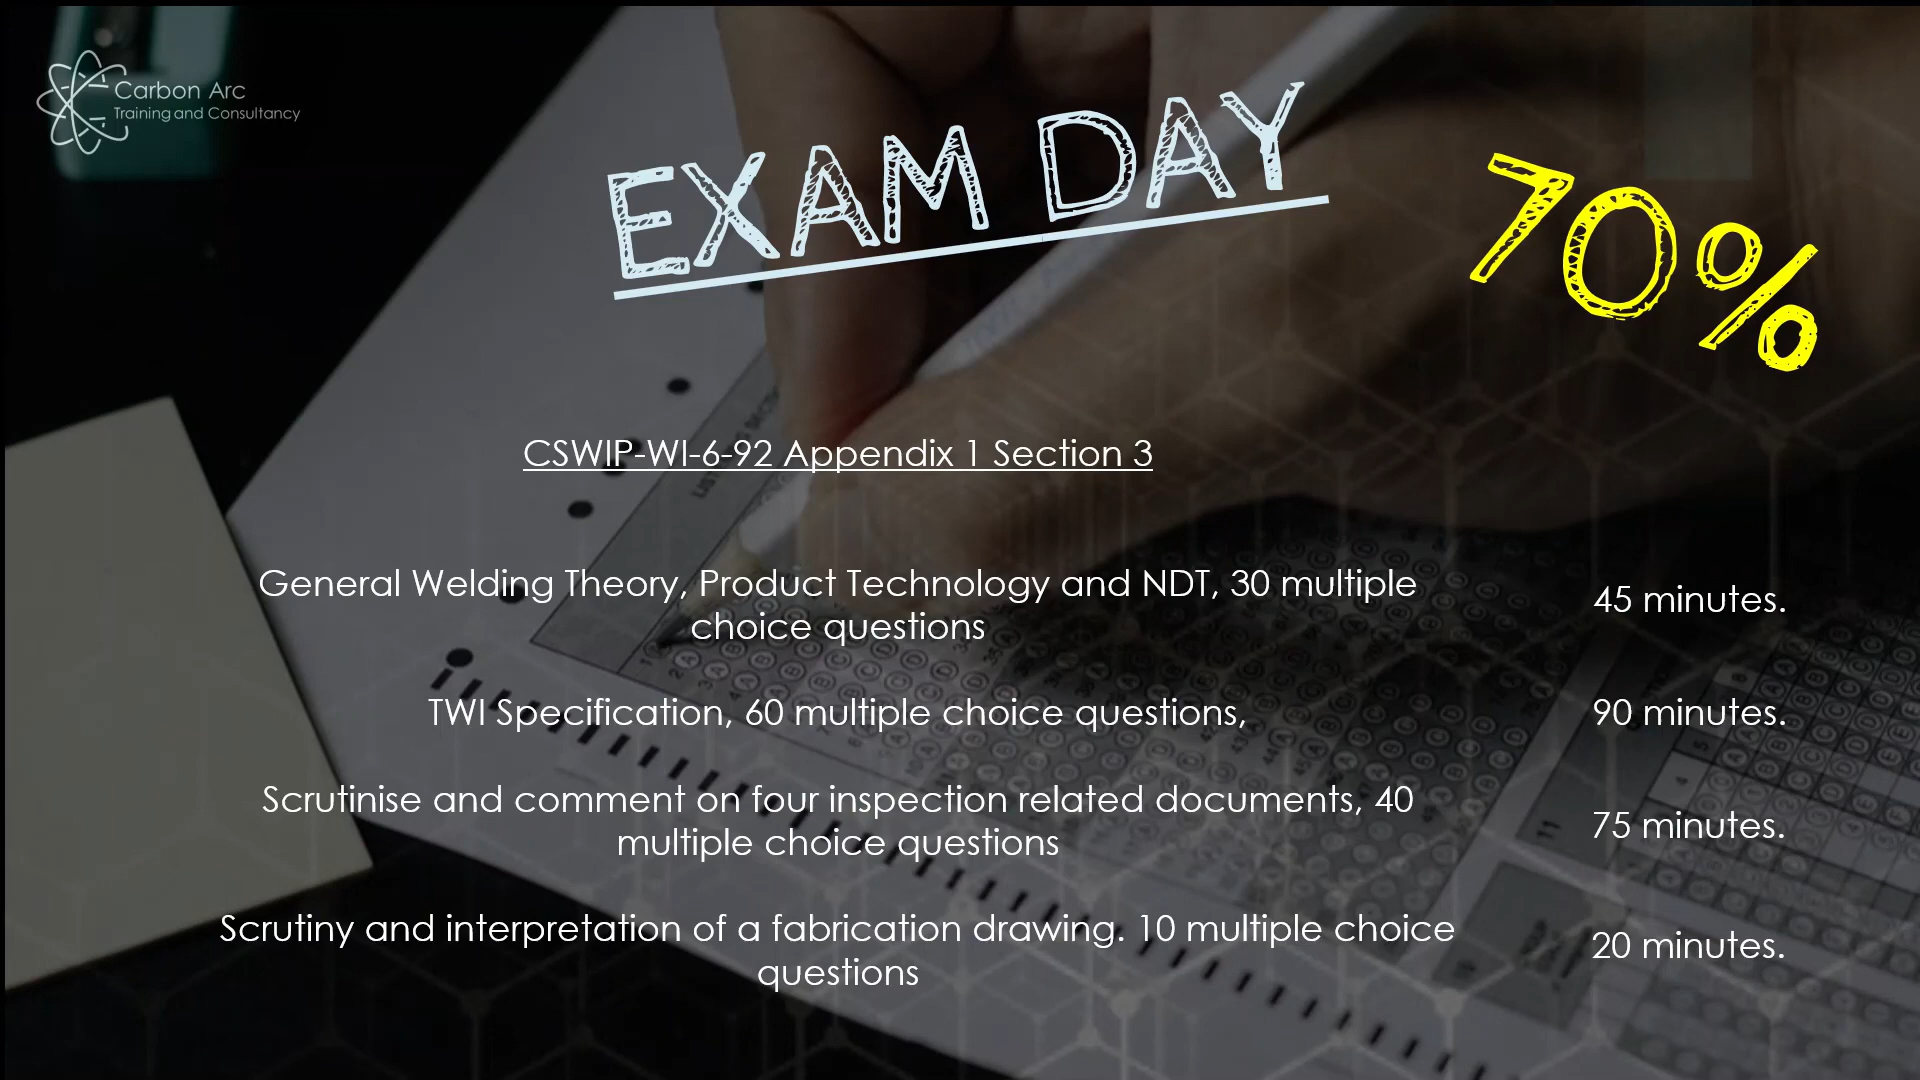 Carbon Arc
Training and Consultancy
EXAM DAY
70%
CSWIP-WI-6-92 Appendix 1 Section 3
General Welding Theory, Product Technology and NDT, 30 multiple
choice questions
45 minutes.
TWI Specification, 60 multiple choice questions,
90 minutes.
Scrutinise and comment on four inspection related documents, 40
multiple choice questions
75 minutes.
Scrutiny and interpretation of a fabrication drawing. 10 multiple choice
questions
20 minutes.